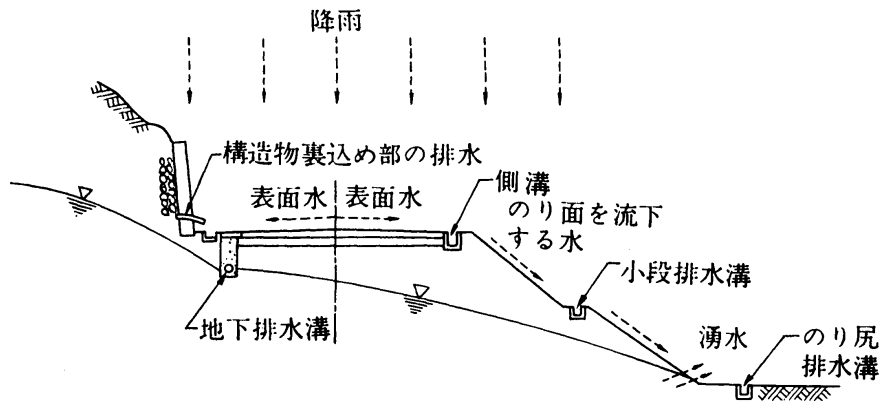 降雨
構造物裏込め部の排水
表面水
表面水
側溝
のり面を流下
する水
小段排水溝
地下排水溝
湧水
のり尻
排水溝